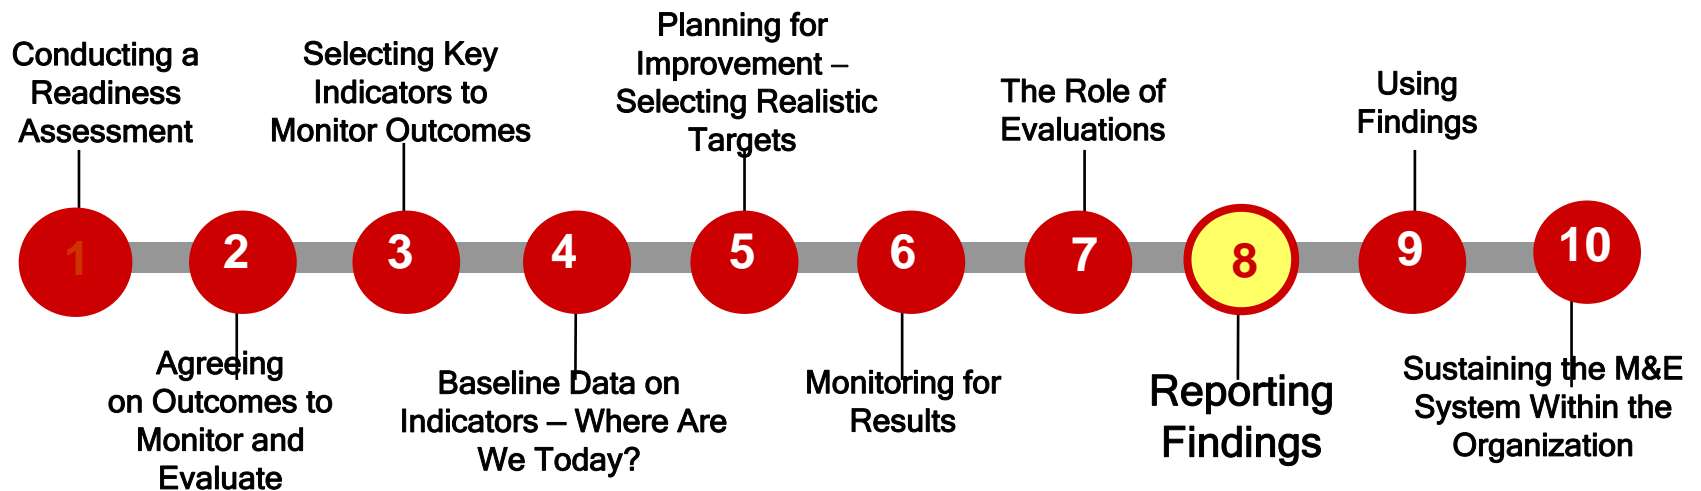 Conducting a
Readiness
Assessment
Selecting Key
Indicators to
Monitor Outcomes
Planning for
Improvement –
Selecting Realistic
Targets
The Role of
Evaluations
Using
Findings
1
2
3
4
5
6
7
8
9
10
Agreeing
on Outcomes to
Monitor and
Evaluate
Baseline Data on
Indicators – Where Are
We Today?
Monitoring for
Results
Reporting
Findings
Sustaining the M&E
System Within the
Organization